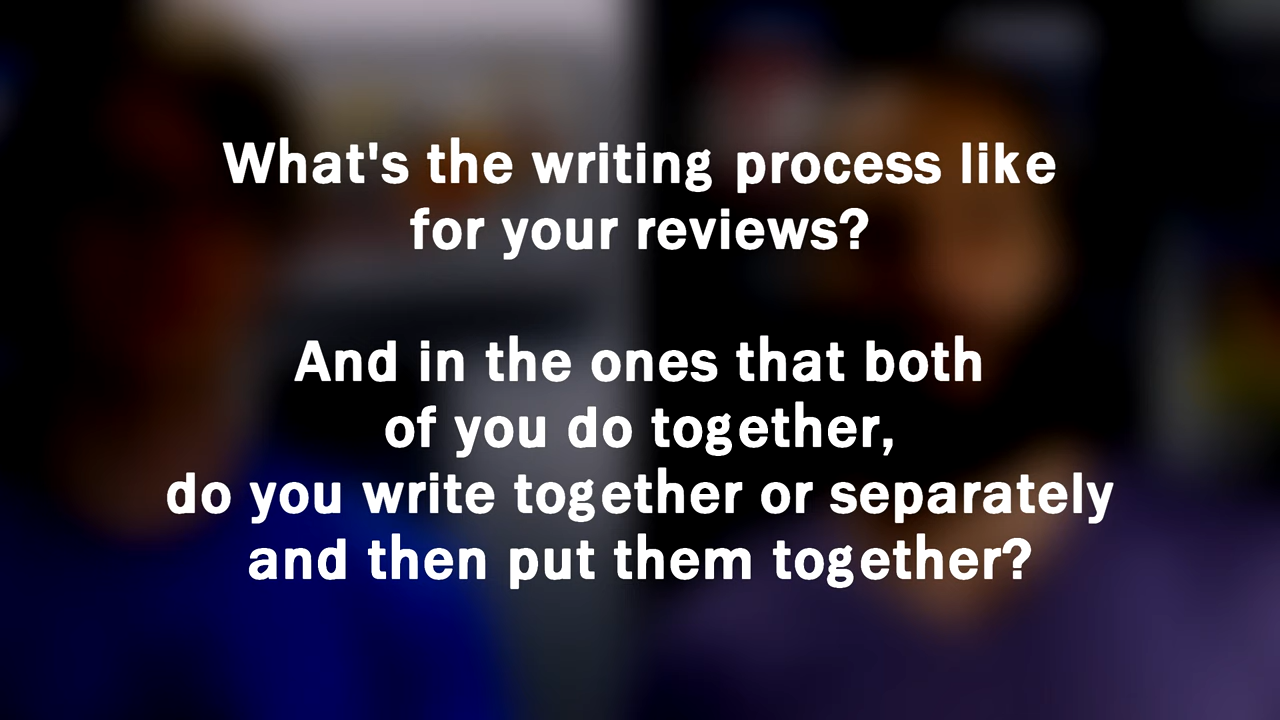 What's the writing process like
for your reviews?
And in the ones that both
of you do together,
do you write together or separately
and then put them together?